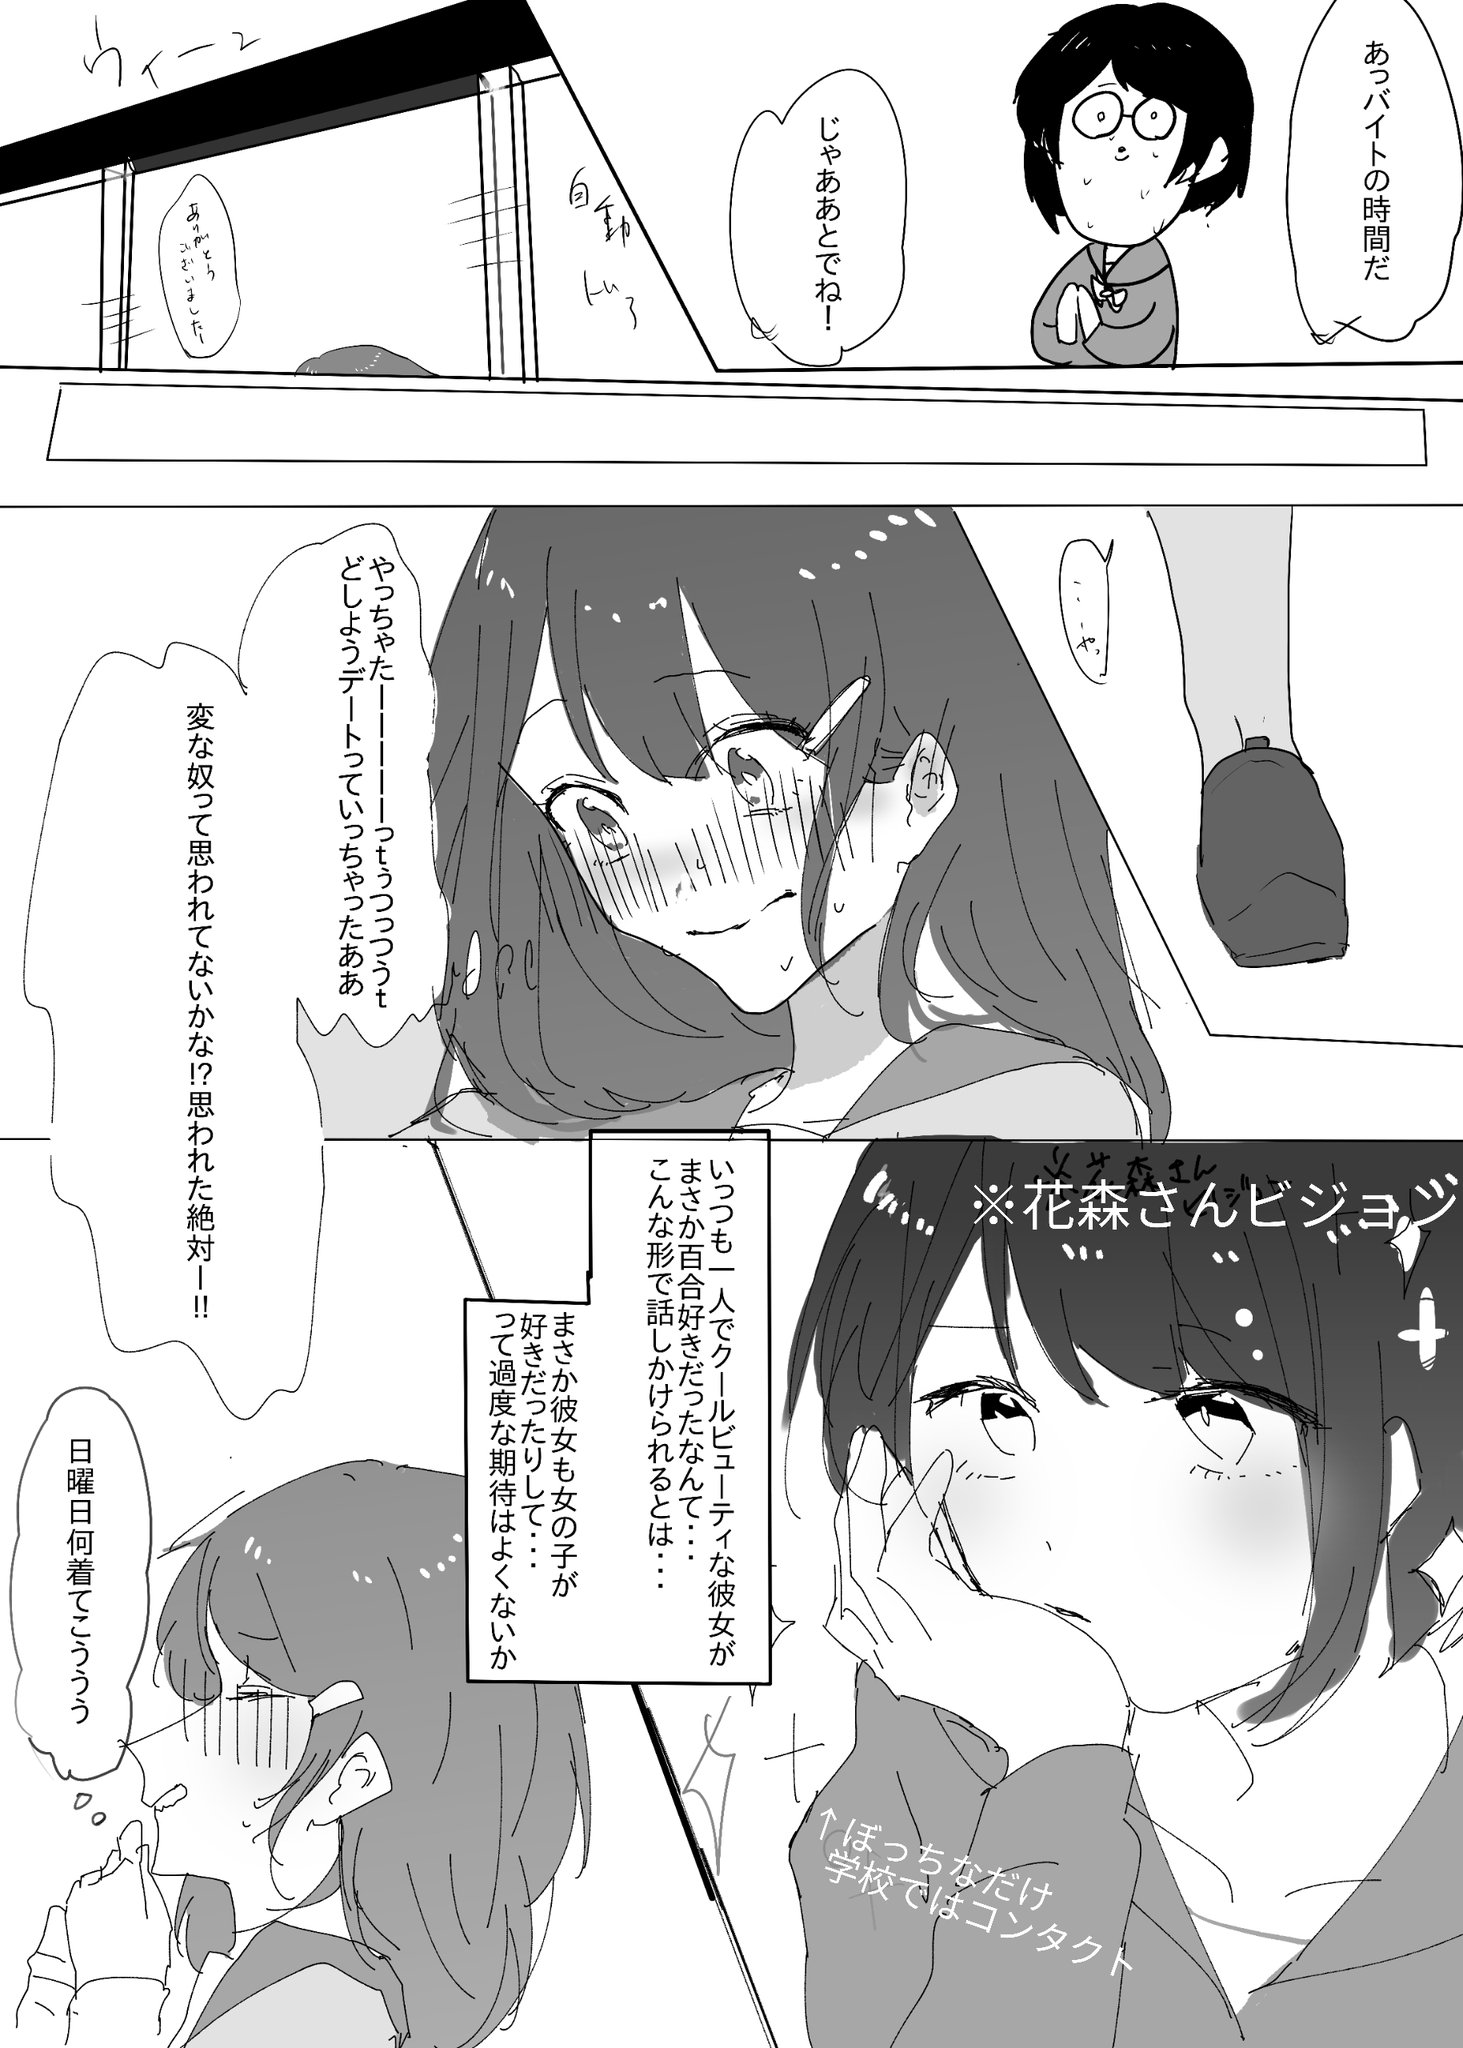 あっバイトの時間だ
じゃああとでね!
自動
ウィーン
ありがとう
ございました!
・・・やっ
やっちゃたーーーーーっtぅつっつうt
どしようデートっていっちゃったああ
変な奴って思われてないかな!?思われた絶対ー!!
※花森さん
※花森さんビジョン
↑ぼっちなだけ
学校ではコンタクト
いっつも一人でクールビューティな彼女が
まさか百合好きだったなんて・・・
こんな形で話しかけられるとは・・・
まさか彼女も女の子が
好きだったりして・・・
って過度な期待はよくないか
日曜日何着てこううう